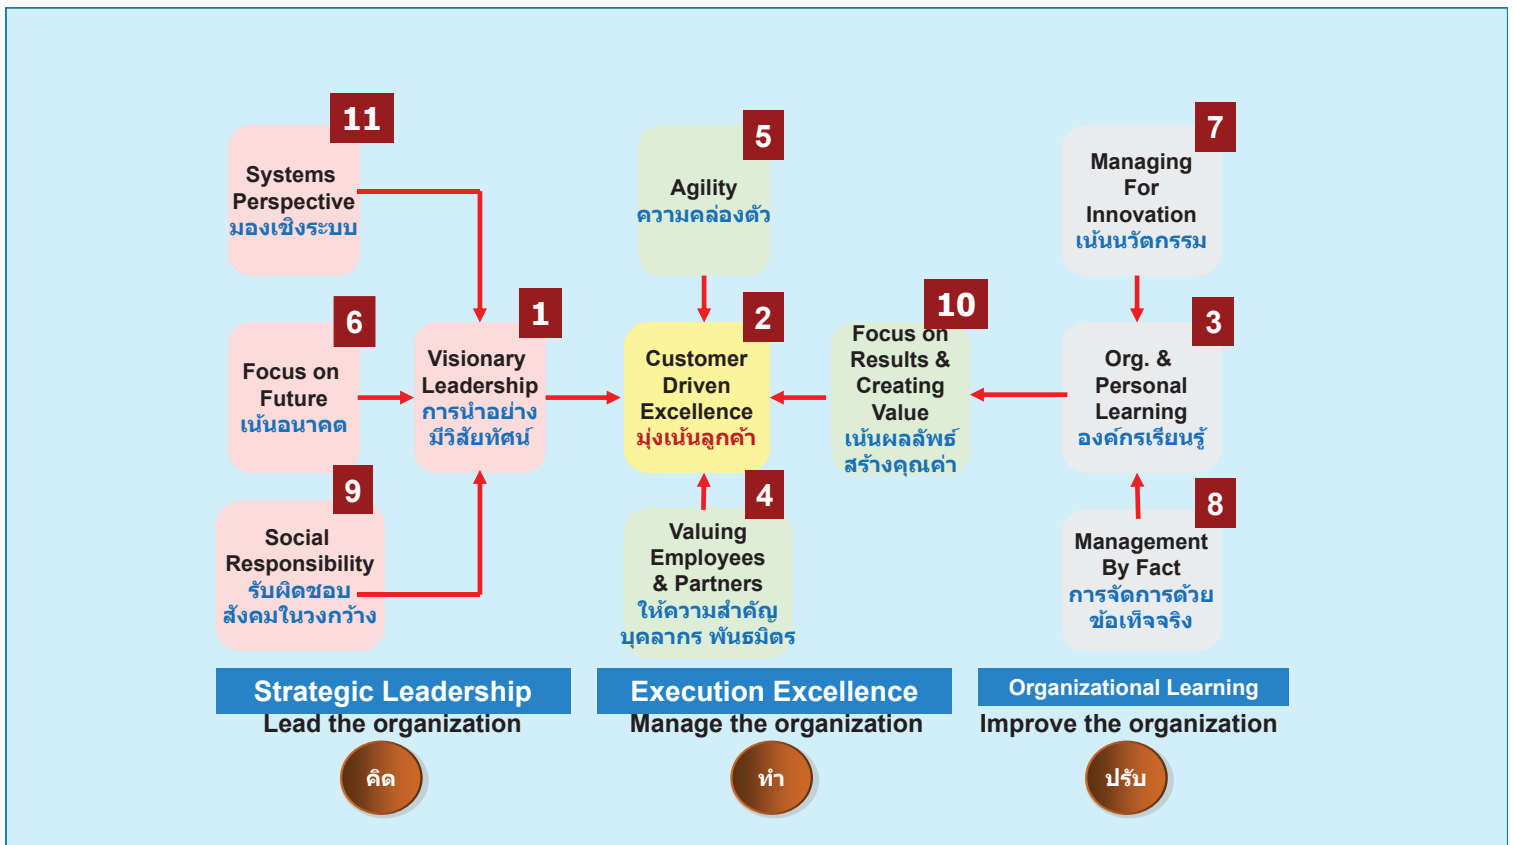 11
Systems
Perspective
มองเชิงระบบ
5
Agility
ความคล่องตัว
7
Managing
For
Innovation
เน้นนวัตกรรม
6
Focus on
Future
เน้นอนาคต
1
Visionary
Leadership
การนำอย่าง
มีวิสัยทัศน์
2
Customer
Driven
Excellence
มุ่งเน้นลูกค้า
10
Focus on
Results &
Creating
Value
เน้นผลลัพธ์
สร้างคุณค่า
3
Org. &
Personal
Learning
องค์กรเรียนรู้
9
Social
Responsibility
รับผิดชอบ
สังคมในวงกว้าง
4
Valuing
Employees
& Partners
ให้ความสำคัญ
บุคลากร พันธมิตร
8
Management
By Fact
การจัดการด้วย
ข้อเท็จจริง
Strategic Leadership
Lead the organization
คิด
Execution Excellence
Manage the organization
ทำ
Organizational Learning
Improve the organization
ปรับ